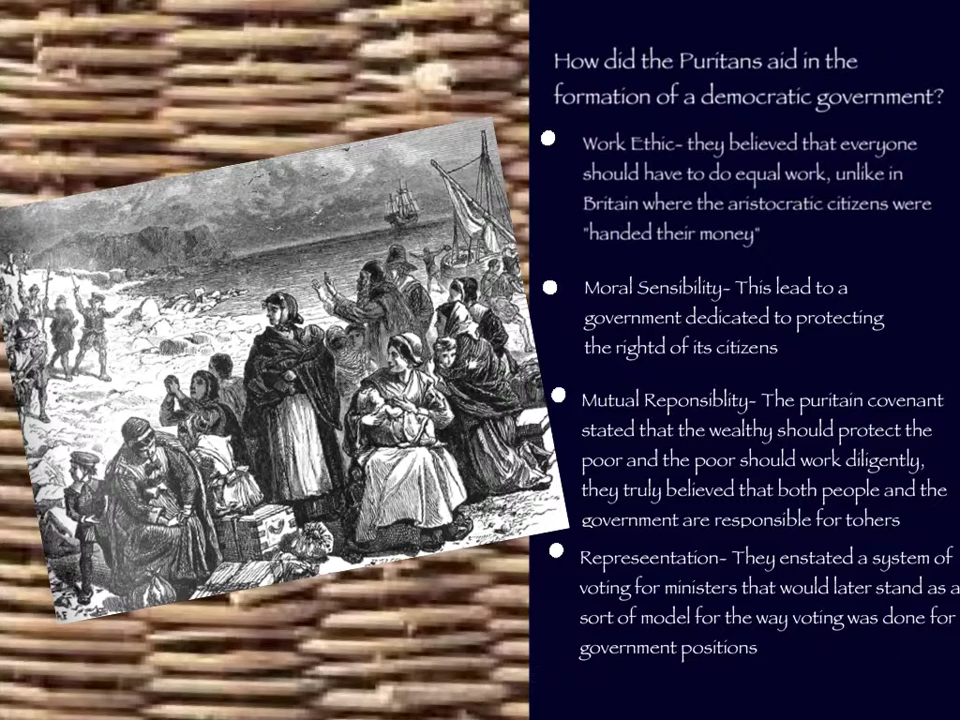 How did the Puritans aid in the
formation of a democratic government?
Work Ethic- they believed that everyone
should have to do equal work, unlike in
Britain where the aristocratic citizens were
"handed their money"
Moral Sensibility- This lead to a
government dedicated to protecting
the rightd of its citizens
Mutual Reponsiblity- The puritain covenant
stated that the wealthy should protect the
poor and the poor should work diligently,
they truly believed that both people and the
government are responsible for tohers
Represeentation- They enstated a system of
voting for ministers that would later stand as a
sort of model for the way voting was done for
government positions